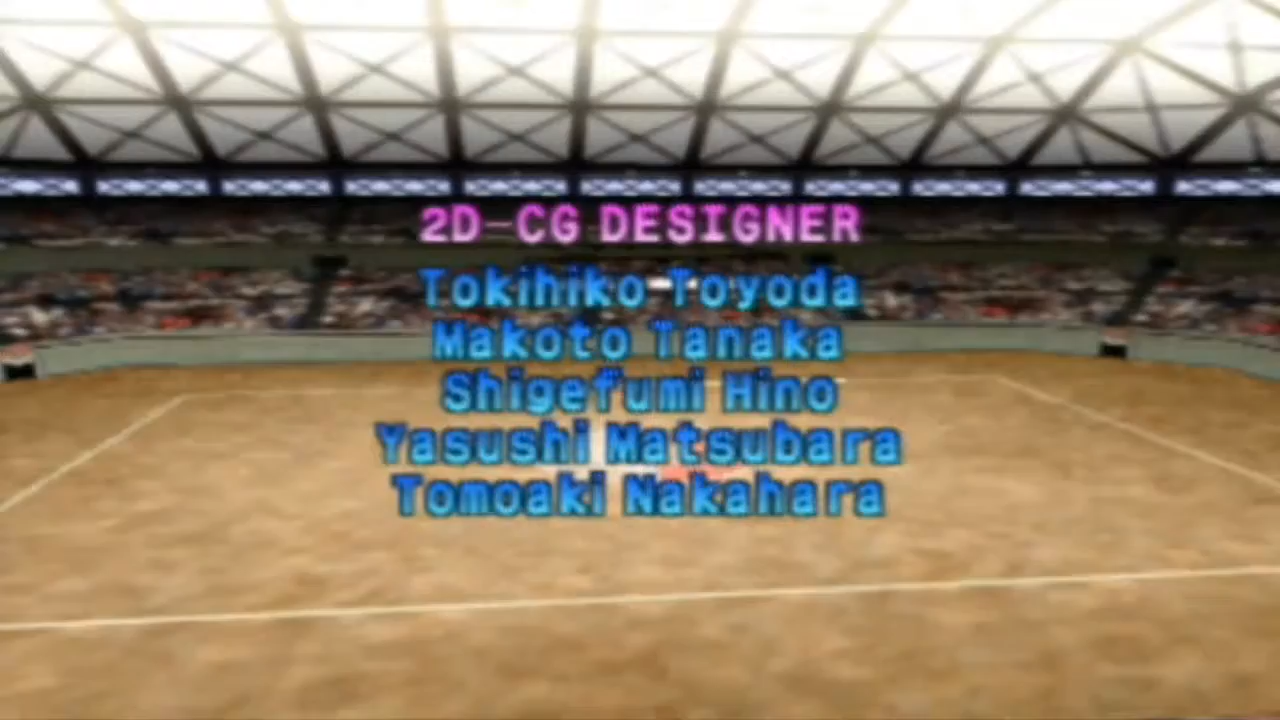 2D-CG DESIGNER
Tokihiko Toyoda
Makoto Tanaka
Shigefumi Hino
Yasushi Matsubara
Tomoaki Nakahara